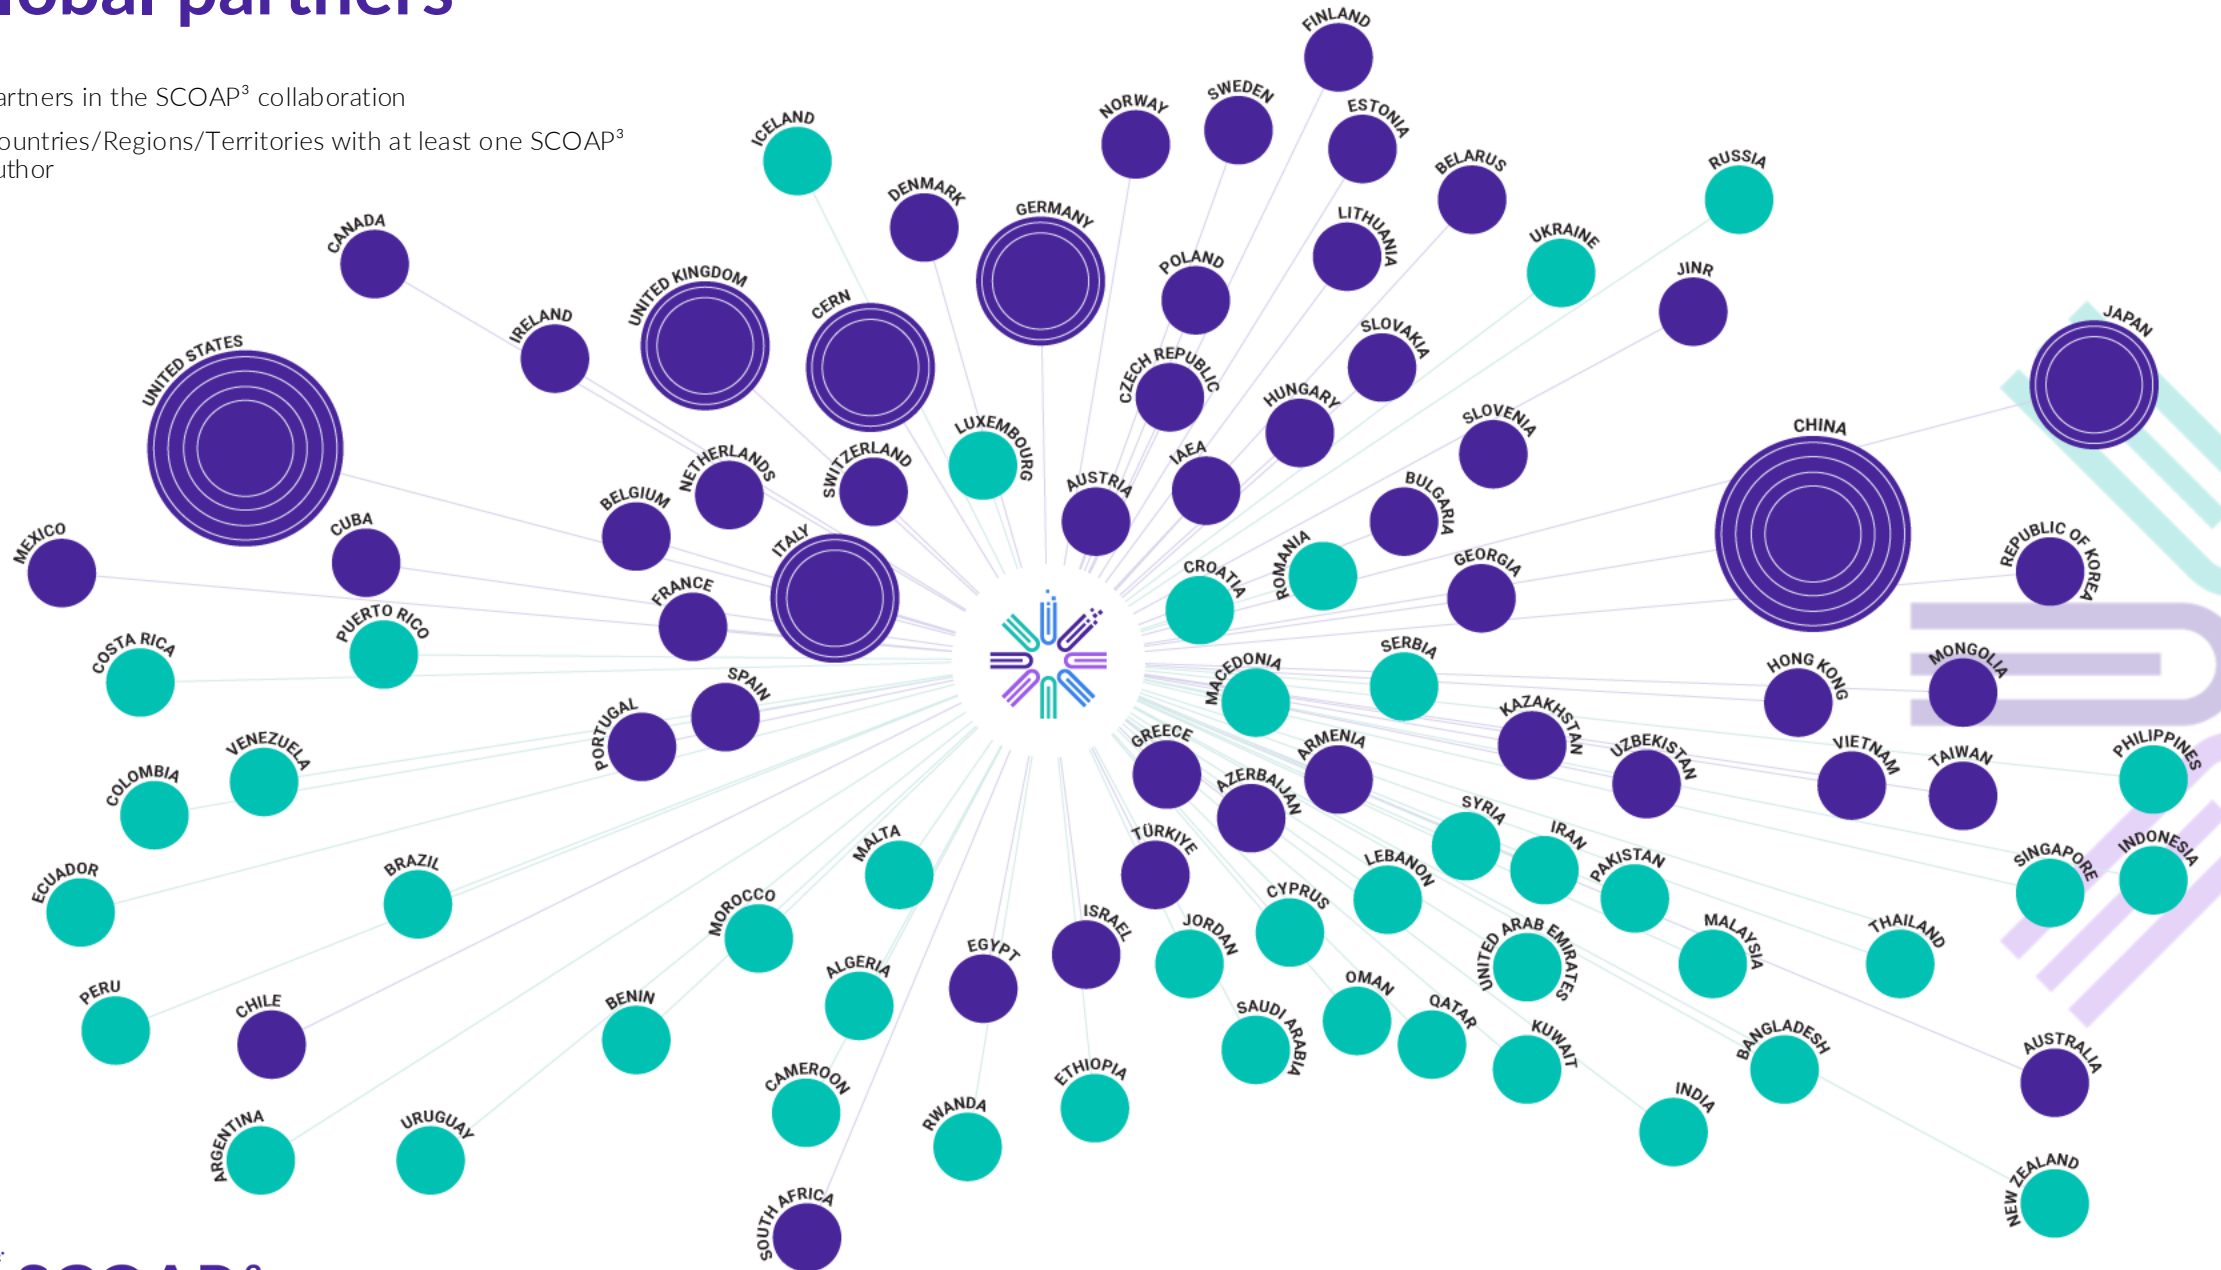 lobal partners
artners in the SCOAP³ collaboration
ountries/Regions/Territories with at least one SCOAP³
uthor
FINLAND
NORWAY
SWEDEN
ESTONIA
ICELAND
BELARUS
RUSSIA
DENMARK
GERMANY
LITHUANIA
CANADA
UKRAINE
POLAND
JINR
UNITED KINGDOM
CERN
IRELAND
SLOVAKIA
JAPAN
UNITED STATES
CZECH REPUBLIC
HUNGARY
SLOVENIA
CHINA
LUXEMBOURG
NETHERLANDS
SWITZERLAND
IAEA
AUSTRIA
BELGIUM
BULGARIA
MEXICO
CUBA
ITALY
ROMANIA
REPUBLIC OF KOREA
CROATIA
GEORGIA
FRANCE
PUERTO RICO
COSTA RICA
SERBIA
MACEDONIA
HONG KONG
MONGOLIA
SPAIN
PORTUGAL
KAZAKHSTAN
GREECE
ARMENIA
UZBEKISTAN
VIETNAM
TAIWAN
PHILIPPINES
VENEZUELA
COLOMBIA
AZERBAIJAN
SYRIA
TÜRKIYE
MALTA
IRAN
LEBANON
PAKISTAN
SINGAPORE
INDONESIA
ECUADOR
BRAZIL
MOROCCO
CYPRUS
ISRAEL
JORDAN
UNITED ARAB EMIRATES
MALAYSIA
THAILAND
EGYPT
ALGERIA
PERU
CHILE
BENIN
OMAN
SAUDI ARABIA
QATAR
KUWAIT
BANGLADESH
AUSTRALIA
CAMEROON
ETHIOPIA
RWANDA
INDIA
ARGENTINA
URUGUAY
NEW ZEALAND
SOUTH AFRICA
SCOAP³